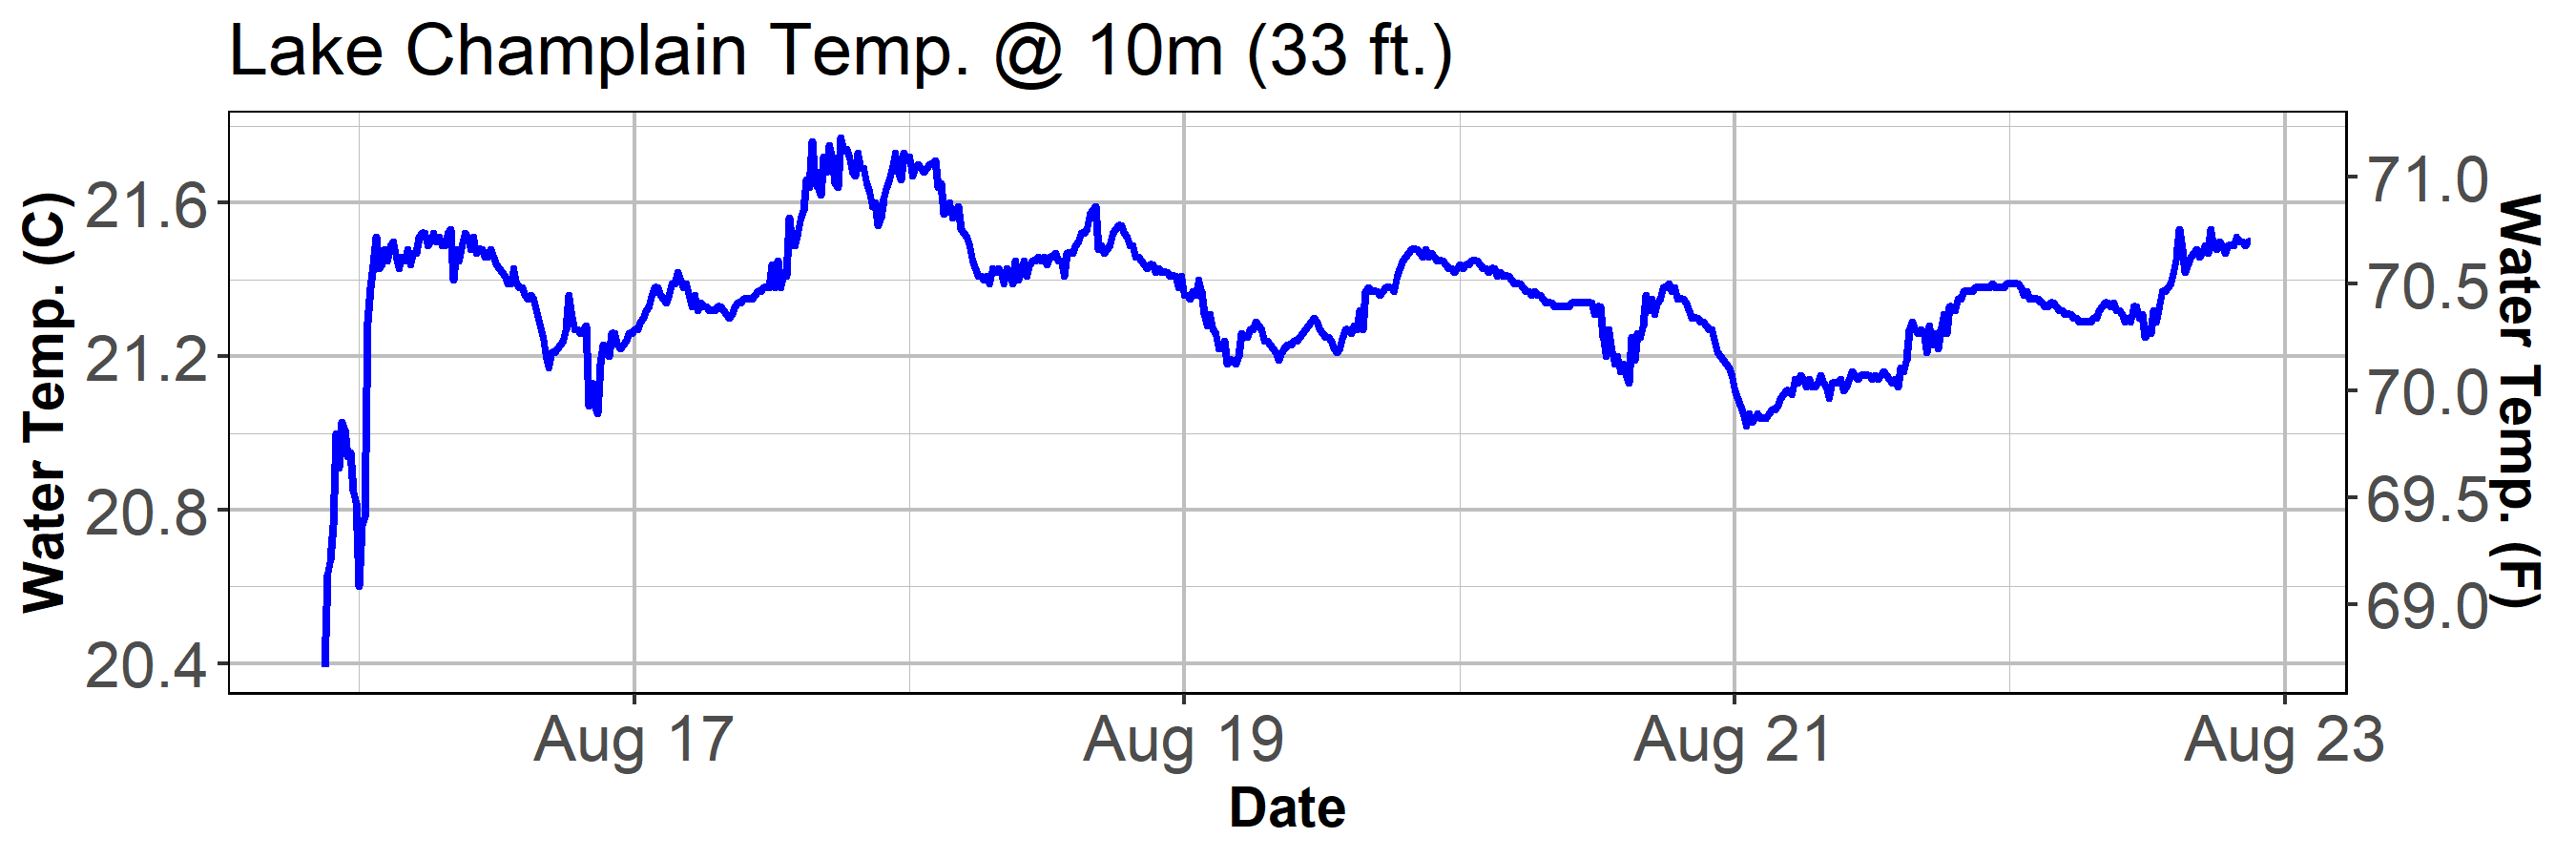 Lake Champlain Temp. @ 10m (33 ft.)
Water Temp. (C)
21.6
21.2
20.8
20.4
71.0
70.5
70.0
69.5
69.0
Water Temp. (F)
Aug 17
Aug 19
Aug 21
Aug 23
Date